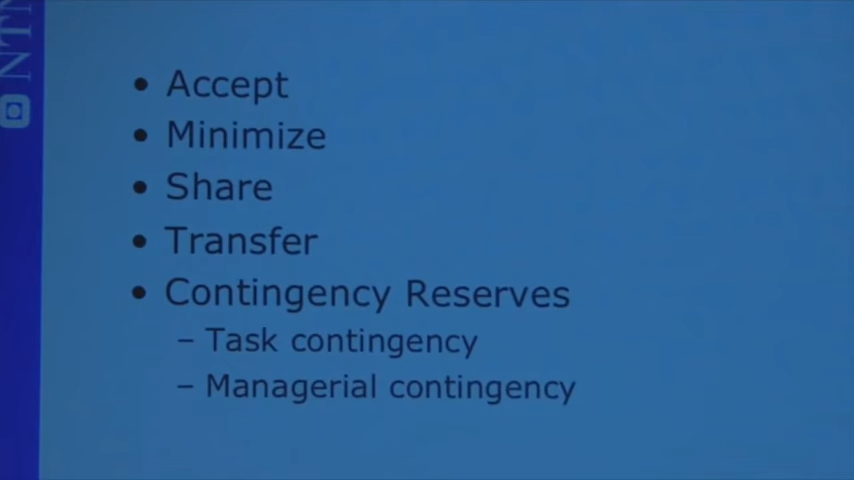 • Accept
• Minimize
• Share
• Transfer
• Contingency Reserves
– Task contingency
– Managerial contingency